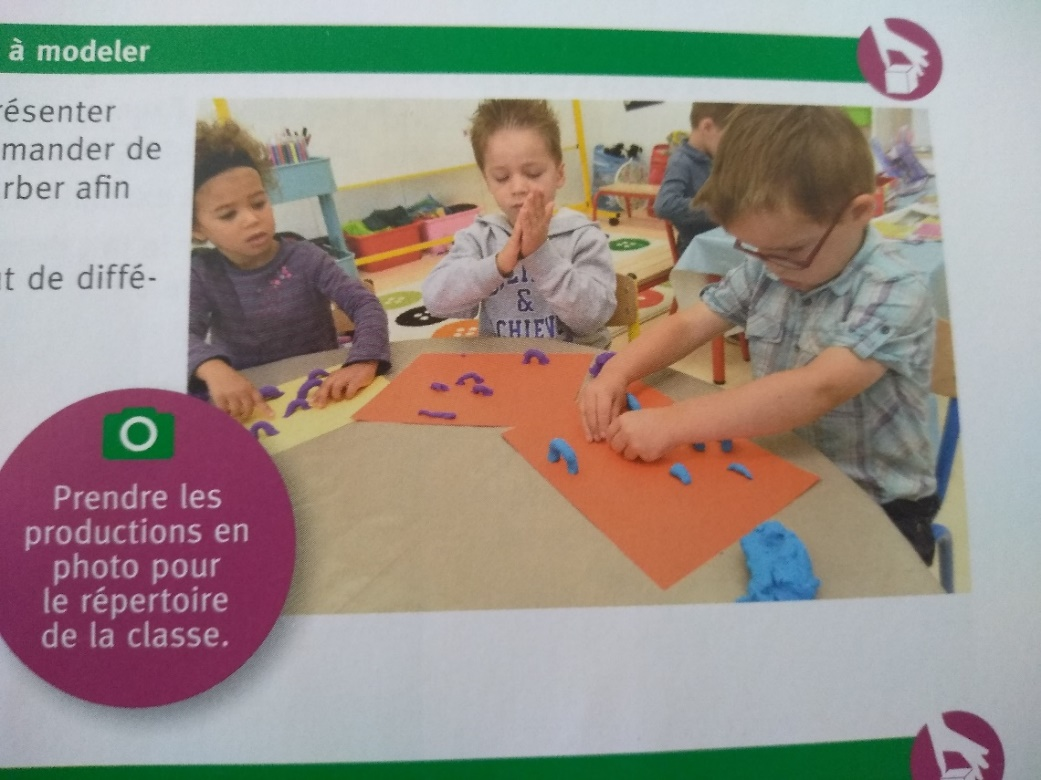 à modeler
résenter
mander de
rber afin
t de diffé-
&
CHIEV
Prendre les
productions en
photo pour
le répertoire
de la classe.